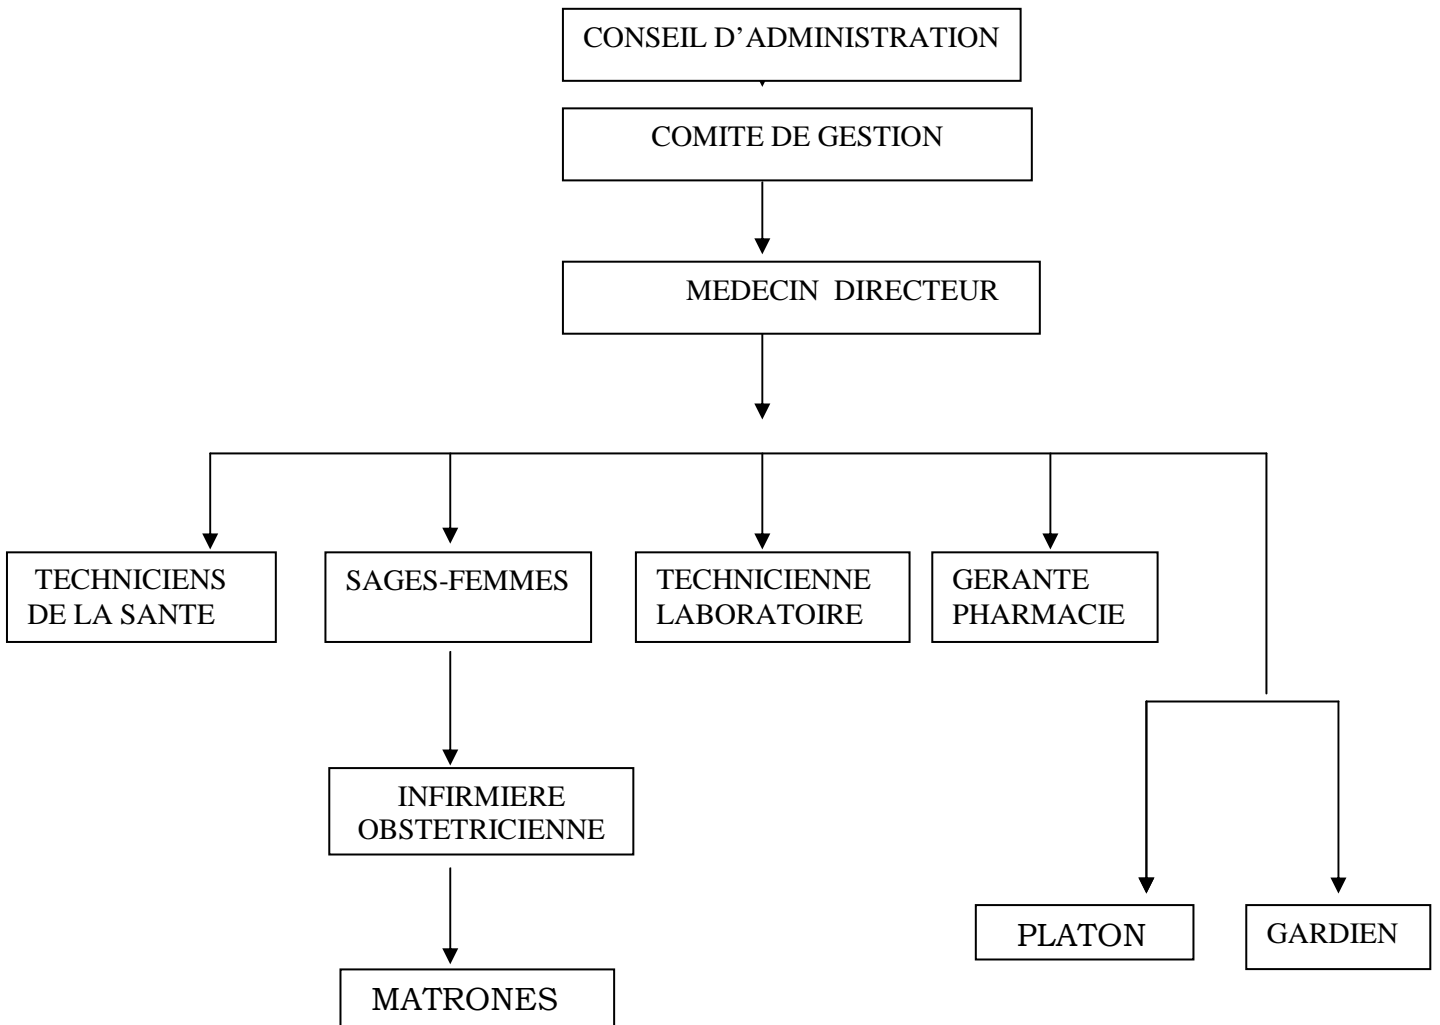 CONSEIL D'ADMINISTRATION
COMITE DE GESTION
MEDECIN DIRECTEUR
TECHNICIENS
DE LA SANTE
SAGES-FEMMES
TECHNICIENNE
LABORATOIRE
GERANTE
PHARMACIE
INFIRMIERE
OBSTETRICIENNE
PLATON
GARDIEN
MATRONES